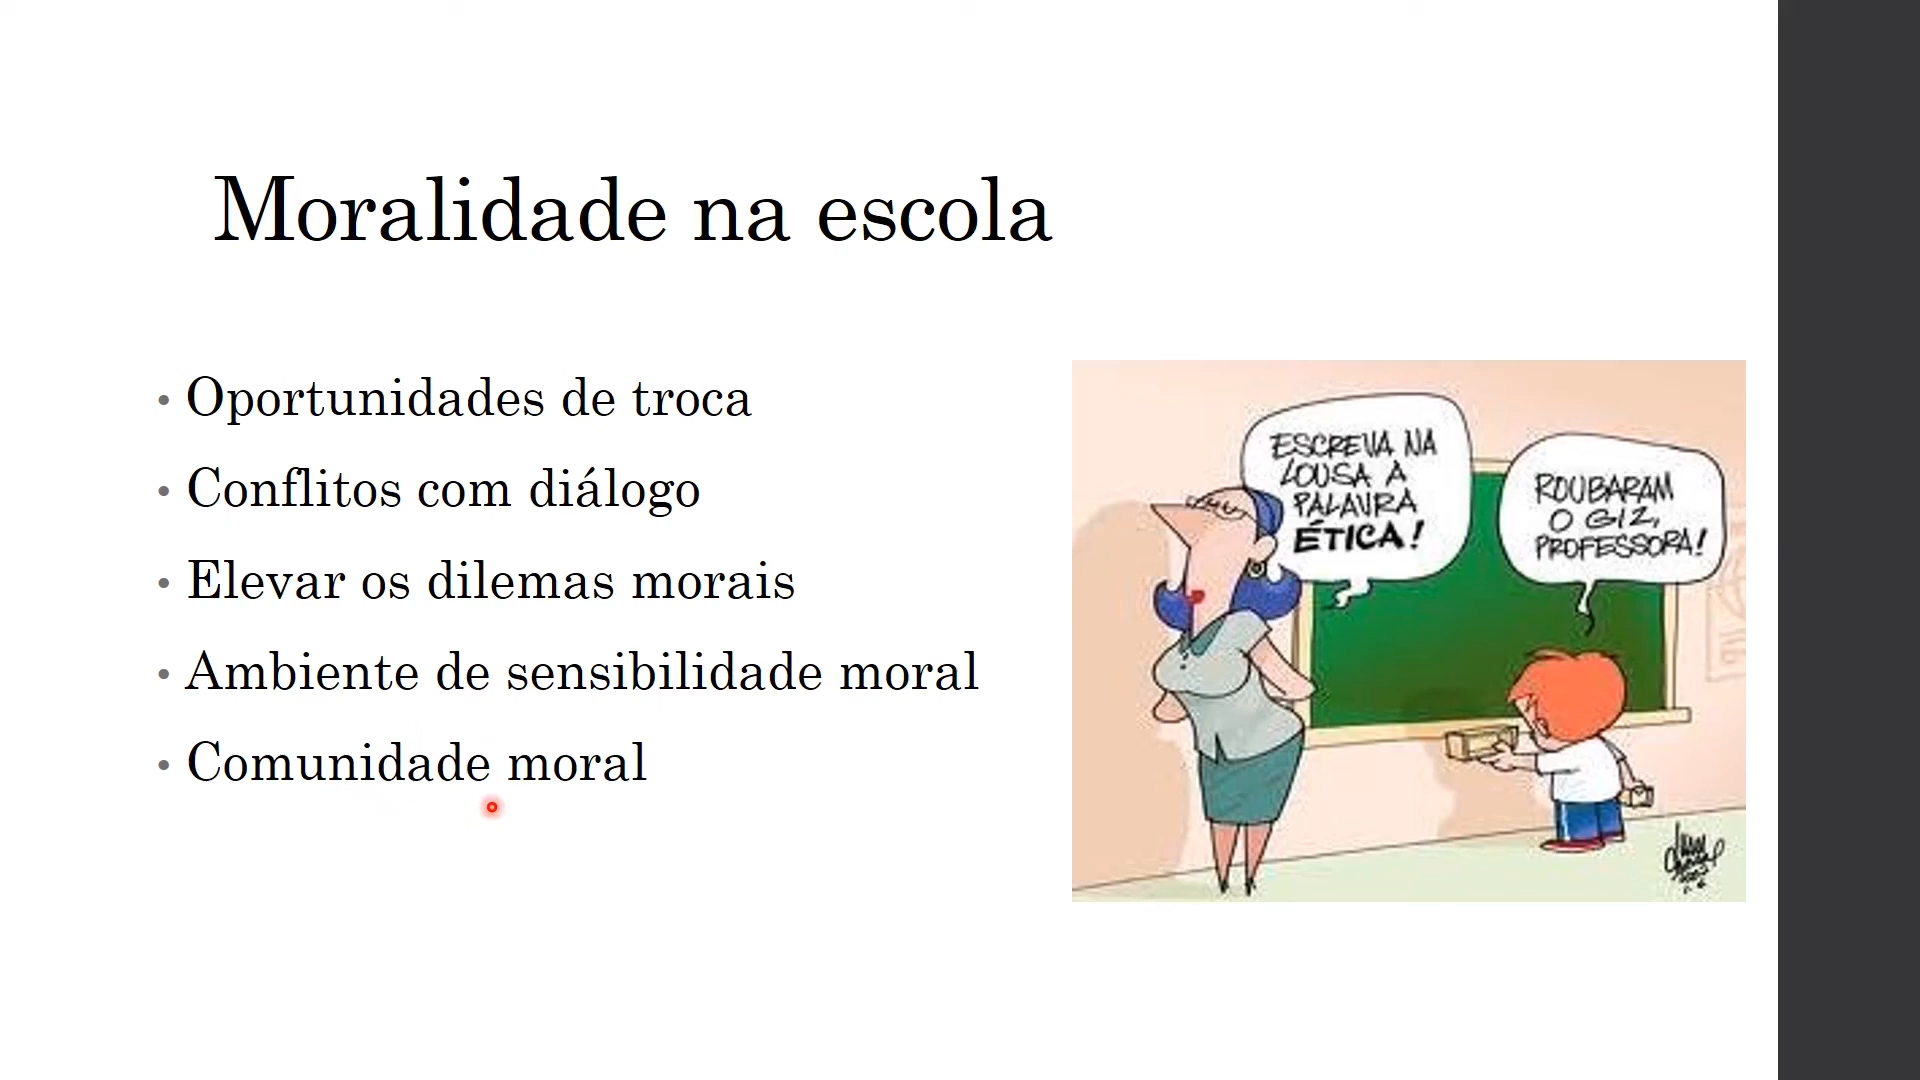 Moralidade na escola
• Oportunidades de troca
• Conflitos com diálogo
• Elevar os dilemas morais
• Ambiente de sensibilidade moral
• Comunidade moral
ESCREVA NA
LOUSA A
PALAVRA
ÉTICA!
ROUBARAM
O GIZ,
PROFESSORA!